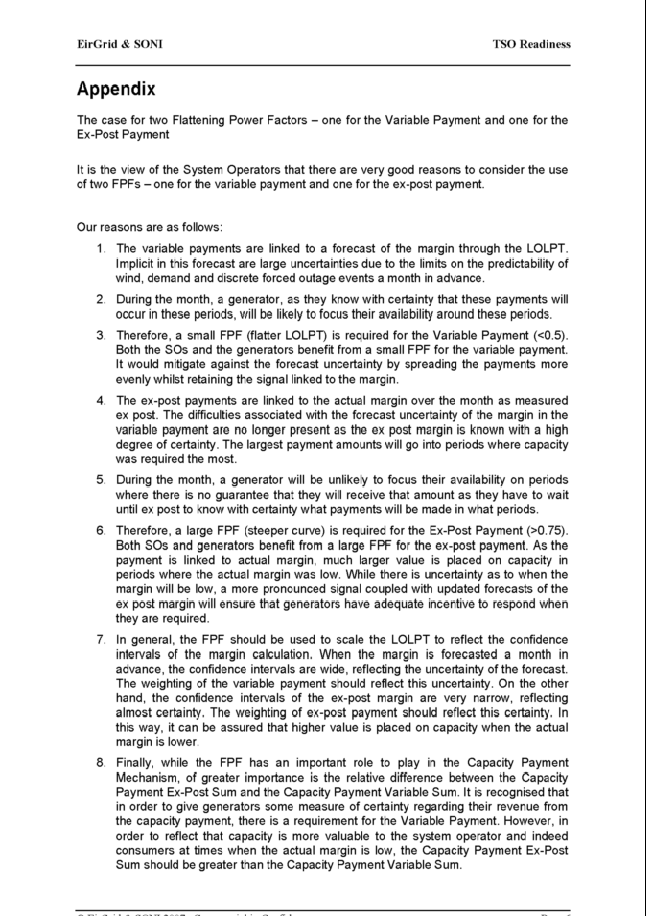 EirGrid & SONI TSO Readiness
Appendix
The case for two Flattening Power Factors – one for the Variable Payment and one for the
Ex-Post Payment
It is the view of the System Operators that there are very good reasons to consider the use
of two FPFs – one for the variable payment and one for the ex-post payment.
Our reasons are as follows:
1. The variable payments are linked to a forecast of the margin through the LOLPT.
Implicit in this forecast are large uncertainties due to the limits on the predictability of
wind, demand and discrete forced outage events a month in advance.
2. During the month, a generator, as they know with certainty that these payments will
occur in these periods, will be likely to focus their availability around these periods.
3. Therefore, a small FPF (flatter LOLPT) is required for the Variable Payment (<0.5).
Both the SOs and the generators benefit from a small FPF for the variable payment.
It would mitigate against the forecast uncertainty by spreading the payments more
evenly whilst retaining the signal linked to the margin.
4. The ex-post payments are linked to the actual margin over the month as measured
ex post. The difficulties associated with the forecast uncertainty of the margin in the
variable payment are no longer present as the ex post margin is known with a high
degree of certainty. The largest payment amounts will go into periods where capacity
was required the most.
5. During the month, a generator will be unlikely to focus their availability on periods
where there is no guarantee that they will receive that amount as they have to wait
until ex post to know with certainty what payments will be made in what periods.
6. Therefore, a large FPF (steeper curve) is required for the Ex-Post Payment (>0.75).
Both SOs and generators benefit from a large FPF for the ex-post payment. As the
payment is linked to actual margin, much larger value is placed on capacity in
periods where the actual margin was low. While there is uncertainty as to when the
margin will be low, a more pronounced signal coupled with updated forecasts of the
ex post margin will ensure that generators have adequate incentive to respond when
they are required.
7. In general, the FPF should be used to scale the LOLPT to reflect the confidence
intervals of the margin calculation. When the margin is forecasted a month in
advance, the confidence intervals are wide, reflecting the uncertainty of the forecast.
The weighting of the variable payment should reflect this uncertainty. On the other
hand, the confidence intervals of the ex-post margin are very narrow, reflecting
almost certainty. The weighting of ex-post payment should reflect this certainty. In
this way, it can be assured that higher value is placed on capacity when the actual
margin is lower.
8. Finally, while the FPF has an important role to play in the Capacity Payment
Mechanism, of greater importance is the relative difference between the Capacity
Payment Ex-Post Sum and the Capacity Payment Variable Sum. It is recognised that
in order to give generators some measure of certainty regarding their revenue from
the capacity payment, there is a requirement for the Variable Payment. However, in
order to reflect that capacity is more valuable to the system operator and indeed
consumers at times when the actual margin is low, the Capacity Payment Ex-Post
Sum should be greater than the Capacity Payment Variable Sum.